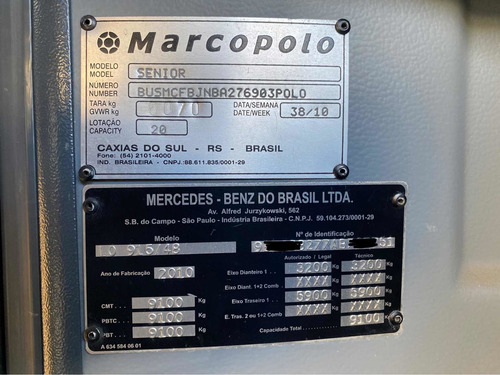 Marcopolo
MODELO
MODEL SENIOR
NÚMERO
NUMBER BUSMCFBJNBA276903POLO
TARA kg
GVWR kg DATA/SEMANA
DATE/WEEK 38/10
LOTAÇÃO
CAPACITY 20
CAXIAS DO SUL - RS - BRASIL
Fone: (54) 2101-4000
IND. BRASILEIRA - CNPJ.:88.611.835/0001-29
MERCEDES - BENZ DO BRASIL LTDA.
Av. Alfred Jurzykowski, 562
S.B. do Campo - São Paulo - Indústria Brasileira - C.N.P.J. 59.104.273/0001-29
Modelo Nº de Identificação
Autorizado / Legal Técnico
Eixo Dianteiro 1 3200 Kg 3200 Kg
Ano de Fabricação 2010 Eixo Diant. 1+2 Comb XXXX Kg XXXX Kg
Eixo Traseiro 1 5900 Kg 5900 Kg
CMT 9100 Kg E. Tras. 2 ou 1+2 Comb XXXX Kg XXXX Kg
PBTC 9100 Kg Capacidade Total 9100 Kg
PBT 9100 Kg
A 634 584 06 01